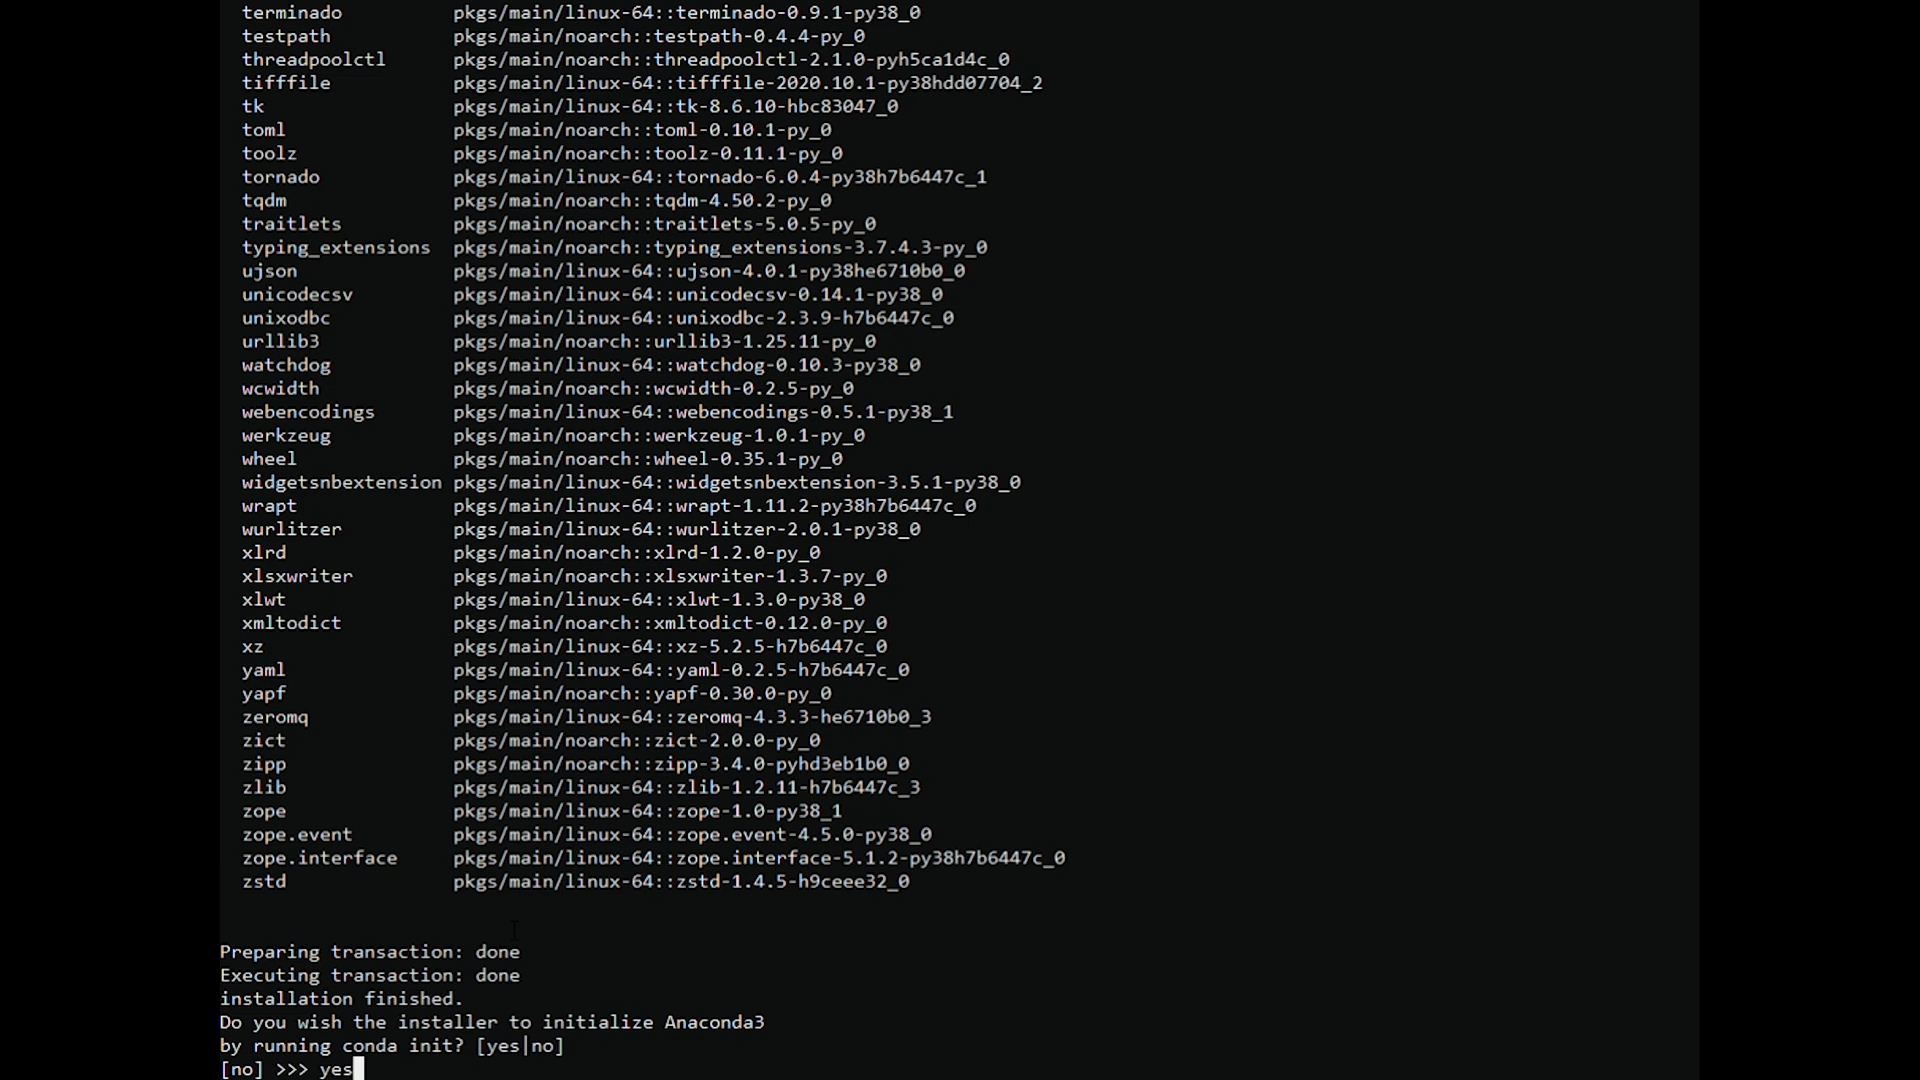 terminado          pkgs/main/linux-64::terminado-0.9.1-py38_0
testpath           pkgs/main/noarch::testpath-0.4.4-py_0
threadpoolctl      pkgs/main/noarch::threadpoolctl-2.1.0-pyh5ca1d4c_0
tifffile           pkgs/main/linux-64::tifffile-2020.10.1-py38hdd07704_2
tk                 pkgs/main/linux-64::tk-8.6.10-hbc83047_0
toml               pkgs/main/noarch::toml-0.10.1-py_0
toolz              pkgs/main/noarch::toolz-0.11.1-py_0
tornado            pkgs/main/linux-64::tornado-6.0.4-py38h7b6447c_1
tqdm               pkgs/main/noarch::tqdm-4.50.2-py_0
traitlets          pkgs/main/noarch::traitlets-5.0.5-py_0
typing_extensions  pkgs/main/noarch::typing_extensions-3.7.4.3-py_0
ujson              pkgs/main/linux-64::ujson-4.0.1-py38he6710b0_0
unicodecsv         pkgs/main/linux-64::unicodecsv-0.14.1-py38_0
unixodbc           pkgs/main/linux-64::unixodbc-2.3.9-h7b6447c_0
urllib3            pkgs/main/noarch::urllib3-1.25.11-py_0
watchdog           pkgs/main/linux-64::watchdog-0.10.3-py38_0
wcwidth            pkgs/main/noarch::wcwidth-0.2.5-py_0
webencodings       pkgs/main/linux-64::webencodings-0.5.1-py38_1
werkzeug           pkgs/main/noarch::werkzeug-1.0.1-py_0
wheel              pkgs/main/noarch::wheel-0.35.1-py_0
widgetsnbextension pkgs/main/linux-64::widgetsnbextension-3.5.1-py38_0
wrapt              pkgs/main/linux-64::wrapt-1.11.2-py38h7b6447c_0
wurlitzer          pkgs/main/linux-64::wurlitzer-2.0.1-py38_0
xlrd               pkgs/main/noarch::xlrd-1.2.0-py_0
xlsxwriter         pkgs/main/noarch::xlsxwriter-1.3.7-py_0
xlwt               pkgs/main/linux-64::xlwt-1.3.0-py38_0
xmltodict          pkgs/main/noarch::xmltodict-0.12.0-py_0
xz                 pkgs/main/linux-64::xz-5.2.5-h7b6447c_0
yaml               pkgs/main/linux-64::yaml-0.2.5-h7b6447c_0
yapf               pkgs/main/noarch::yapf-0.30.0-py_0
zeromq             pkgs/main/linux-64::zeromq-4.3.3-he6710b0_3
zict               pkgs/main/noarch::zict-2.0.0-py_0
zipp               pkgs/main/noarch::zipp-3.4.0-pyhd3eb1b0_0
zlib               pkgs/main/linux-64::zlib-1.2.11-h7b6447c_3
zope               pkgs/main/linux-64::zope-1.0-py38_1
zope.event         pkgs/main/linux-64::zope.event-4.5.0-py38_0
zope.interface     pkgs/main/linux-64::zope.interface-5.1.2-py38h7b6447c_0
zstd               pkgs/main/linux-64::zstd-1.4.5-h9ceee32_0
Preparing transaction: done
Executing transaction: done
installation finished.
Do you wish the installer to initialize Anaconda3
by running conda init? [yes|no]
[no] >>> yes